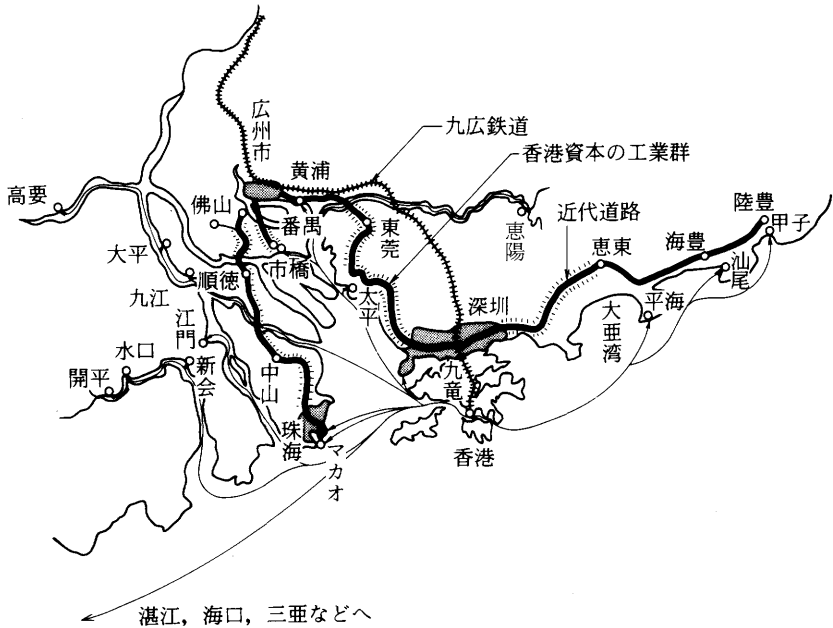 広州市
九広鉄道
香港資本の工業群
黄浦
高要
佛山
番禺
東莞
恵陽
近代道路
陸豊
甲子
大平
市橋
恵東
海豊
汕尾
順徳
九江
太平
深圳
平海
大亜湾
江門
水口
新会
開平
中山
九竜
珠海
マカオ
香港
湛江,海口,三亜などへ